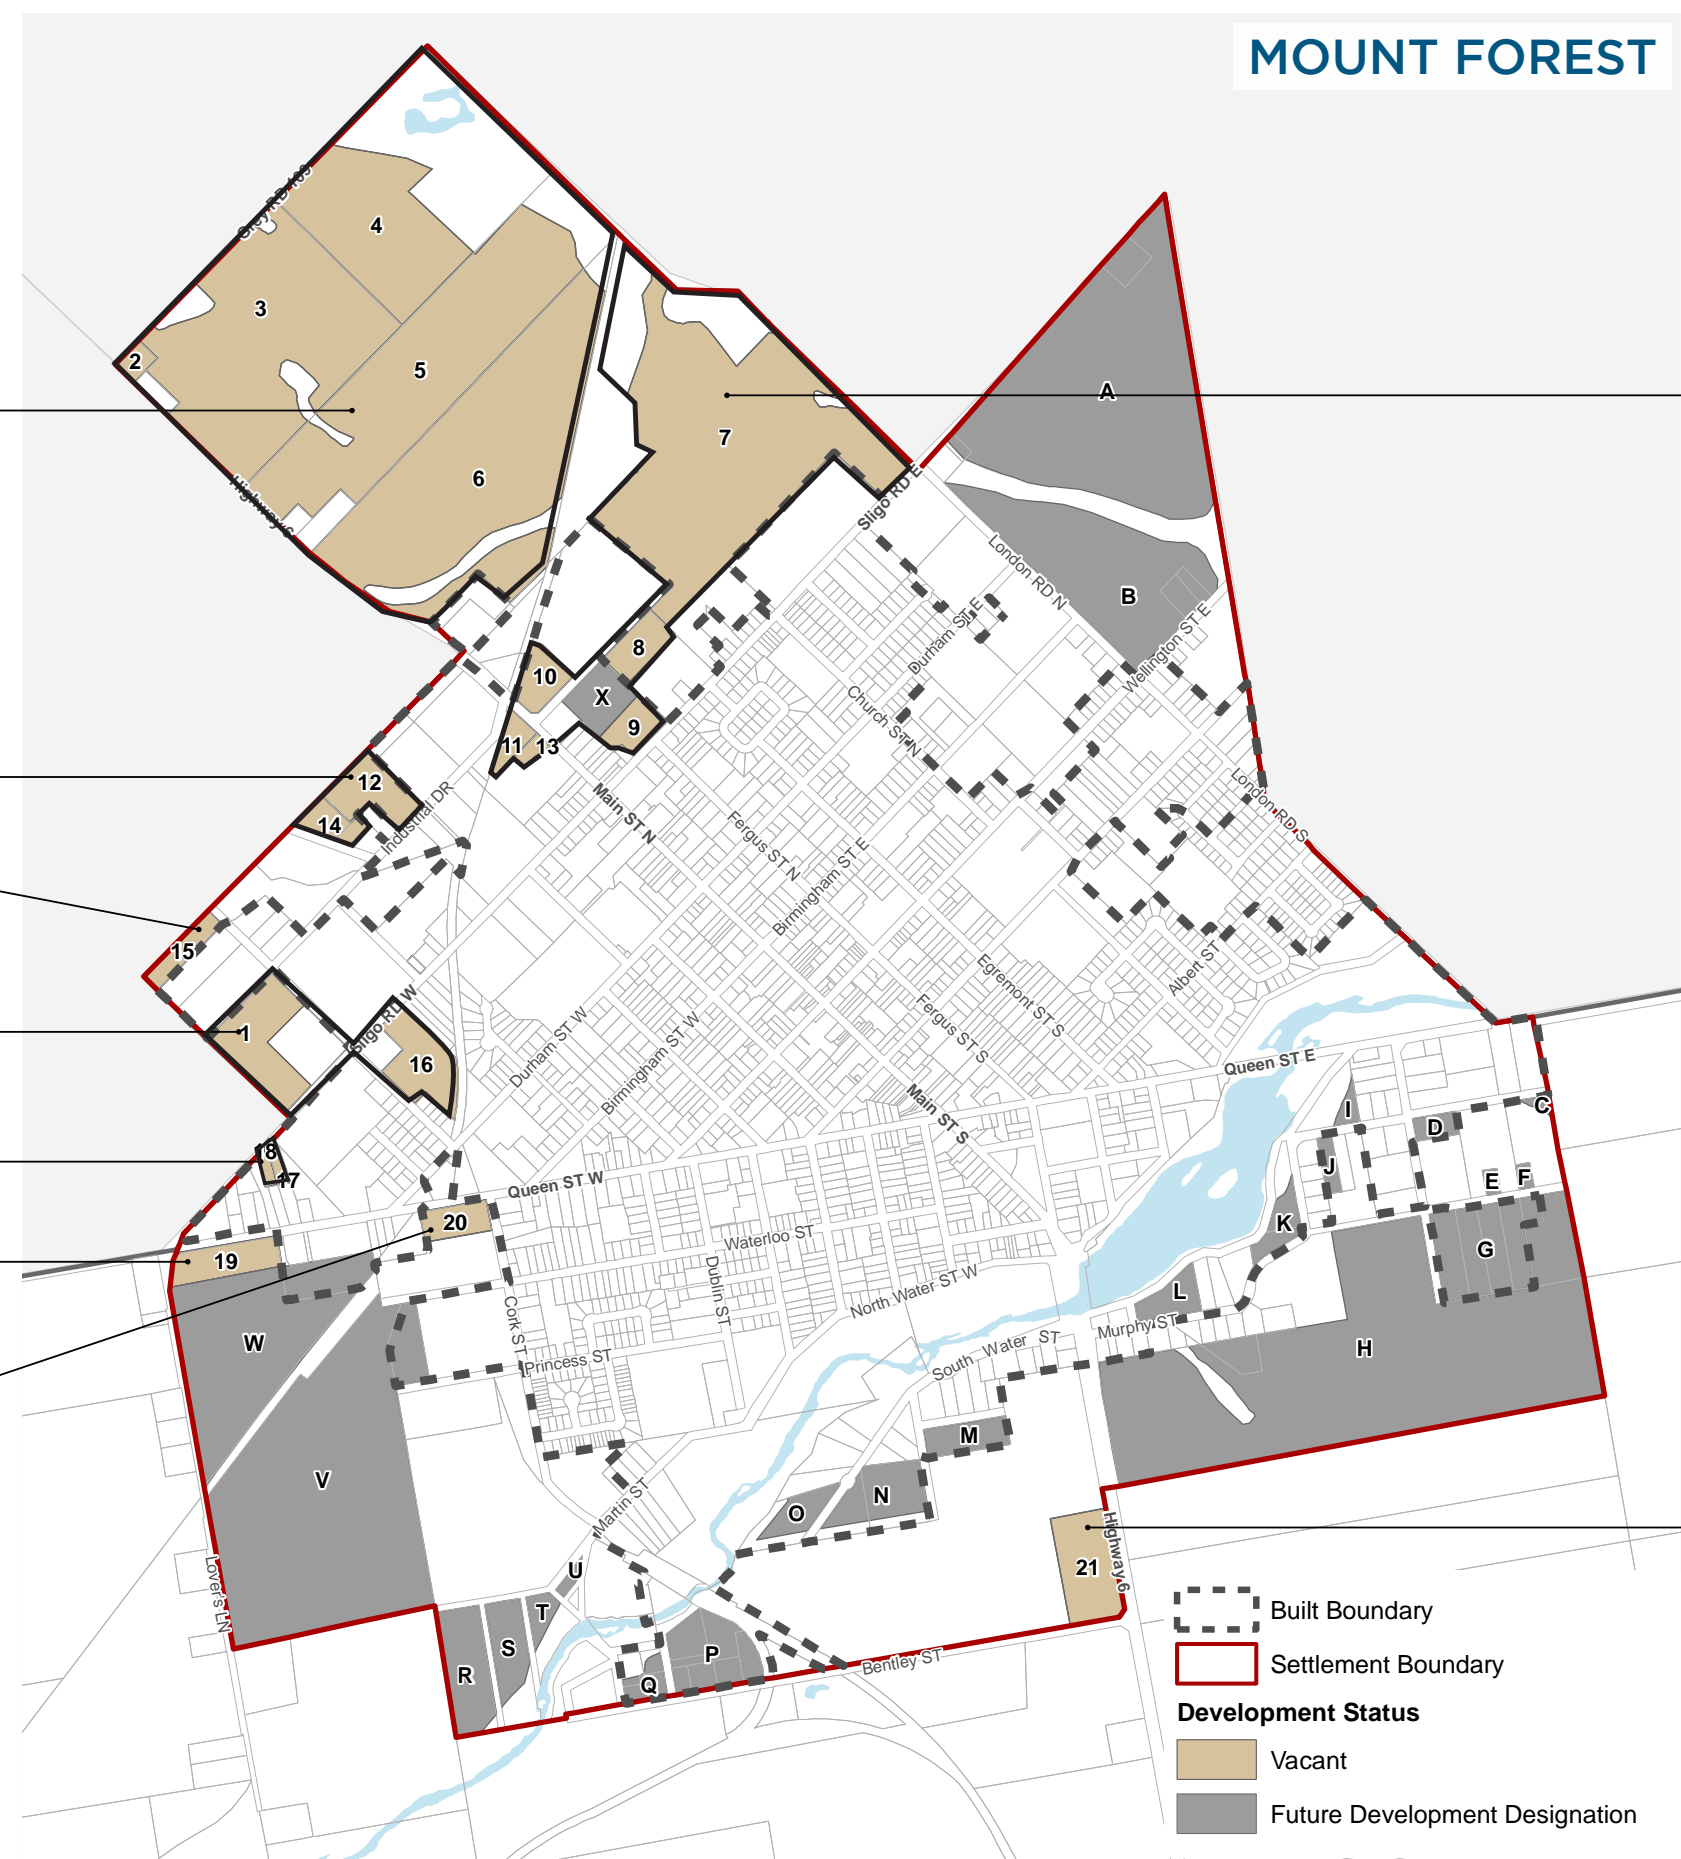 MOUNT FOREST
Grey RD 109
4
3
2
5
6
7
A
Highway 6
Sligo RD E
London RD N
B
Durham ST E
Wellington ST E
8
10
X
9
11
13
Church ST N
12
14
Industrial DR
Main ST N
Fergus ST N
Birmingham ST E
London RD S
15
1
Sligo RD W
16
Durham ST W
Birmingham ST W
Egremont ST S
Fergus ST S
Albert ST
Main ST S
Queen ST E
I
D
C
J
E
F
K
G
8
17
Queen ST W
20
19
Waterloo ST
Dublin ST
North Water ST W
L
Murphy ST
H
W
Cork ST
Princess ST
South Water ST
M
V
N
O
Martin ST
Lover's LN
U
T
S
R
Q
P
Bentley ST
21
Highway 6
Built Boundary
Settlement Boundary
Development Status
Vacant
Future Development Designation